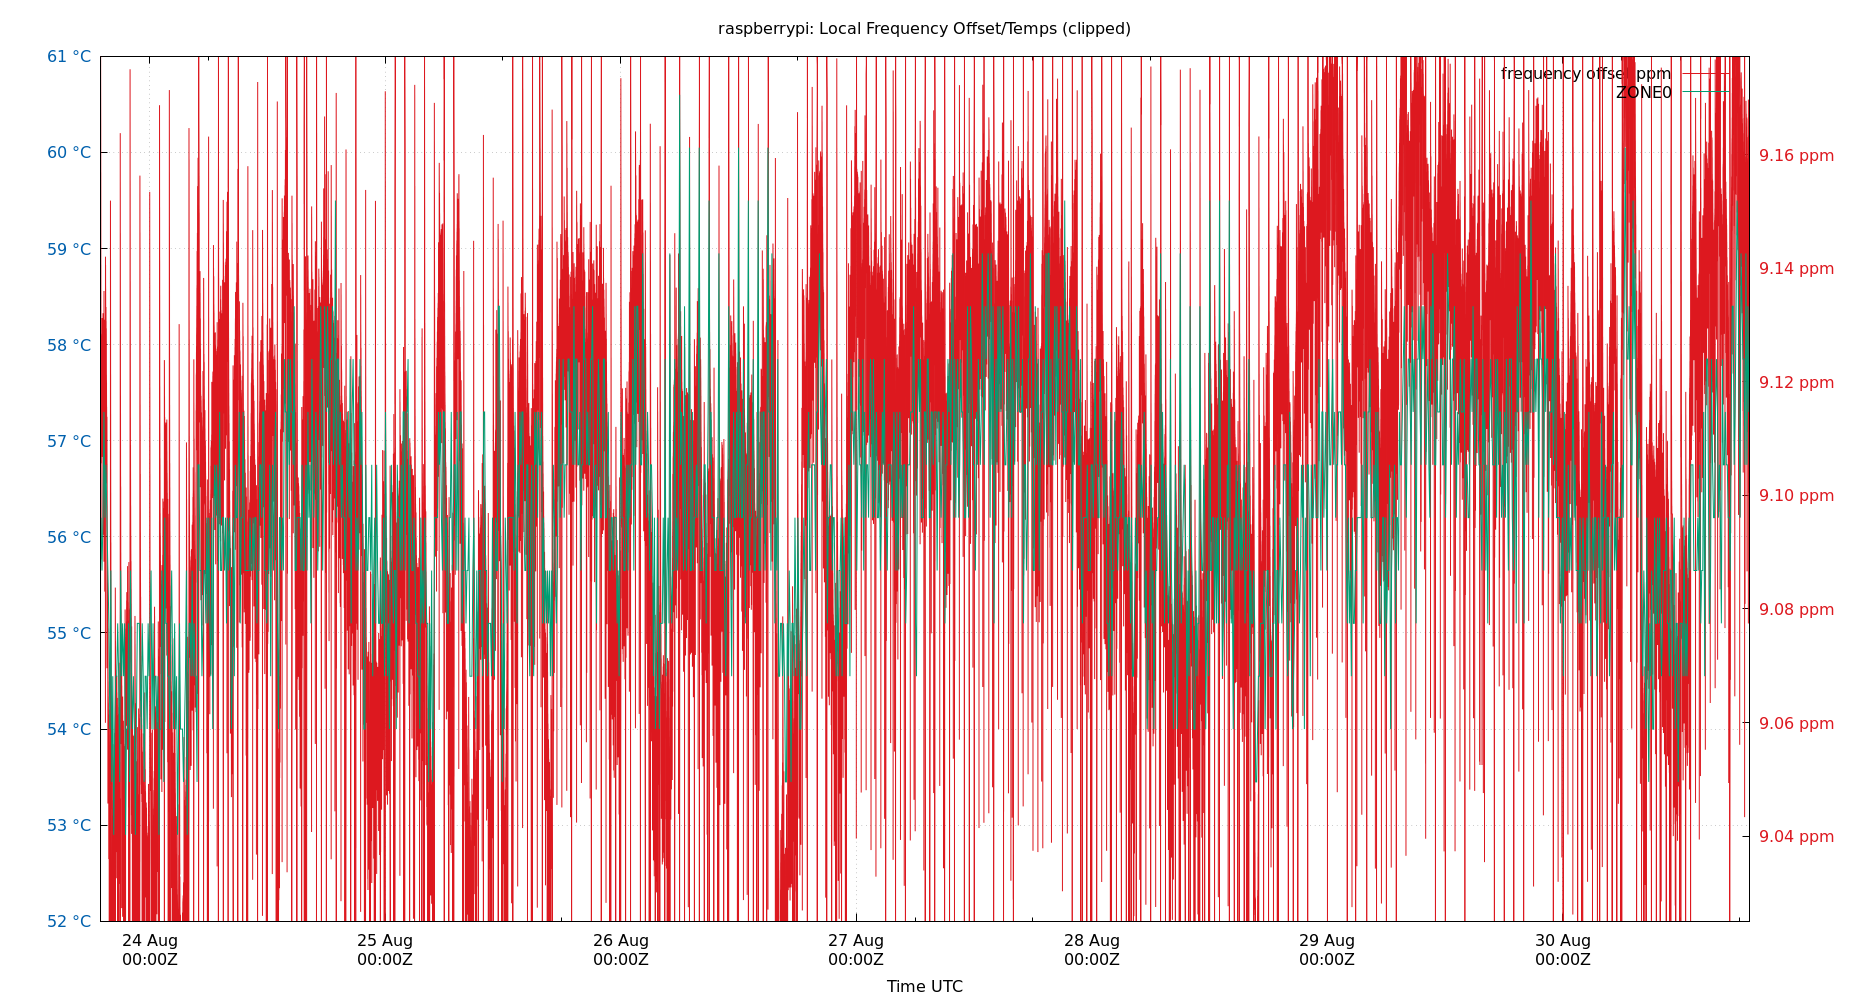 raspberrypi: Local Frequency Offset/Temps (clipped)
61 °C
60 °C
59 °C
58 °C
57 °C
56 °C
55 °C
54 °C
53 °C
52 °C
frequency offset ppm
ZONE0
9.16 ppm
9.14 ppm
9.12 ppm
9.10 ppm
9.08 ppm
9.06 ppm
9.04 ppm
24 Aug
00:00Z
25 Aug
00:00Z
26 Aug
00:00Z
27 Aug
00:00Z
28 Aug
00:00Z
29 Aug
00:00Z
30 Aug
00:00Z
Time UTC